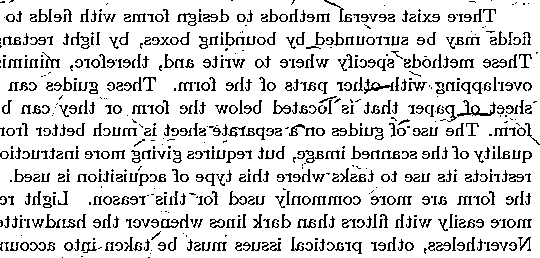 There exist several methods to design forms with fields to
fields may be surrounded by bounding boxes, by light rectang
These methods specify where to write and, therefore, minimi
overlapping with other parts of the form. These guides can
sheet of paper that is located below the form or they can b
form. The use of guides on a separate sheet is much better fro
quality of the scanned image, but requires giving more instructio
restricts its use to tasks where this type of acquisition is used.
the form are more commonly used for this reason. Light re
more easily with filters than dark lines whenever the handwritte
Nevertheless, other practical issues must be taken into accoun